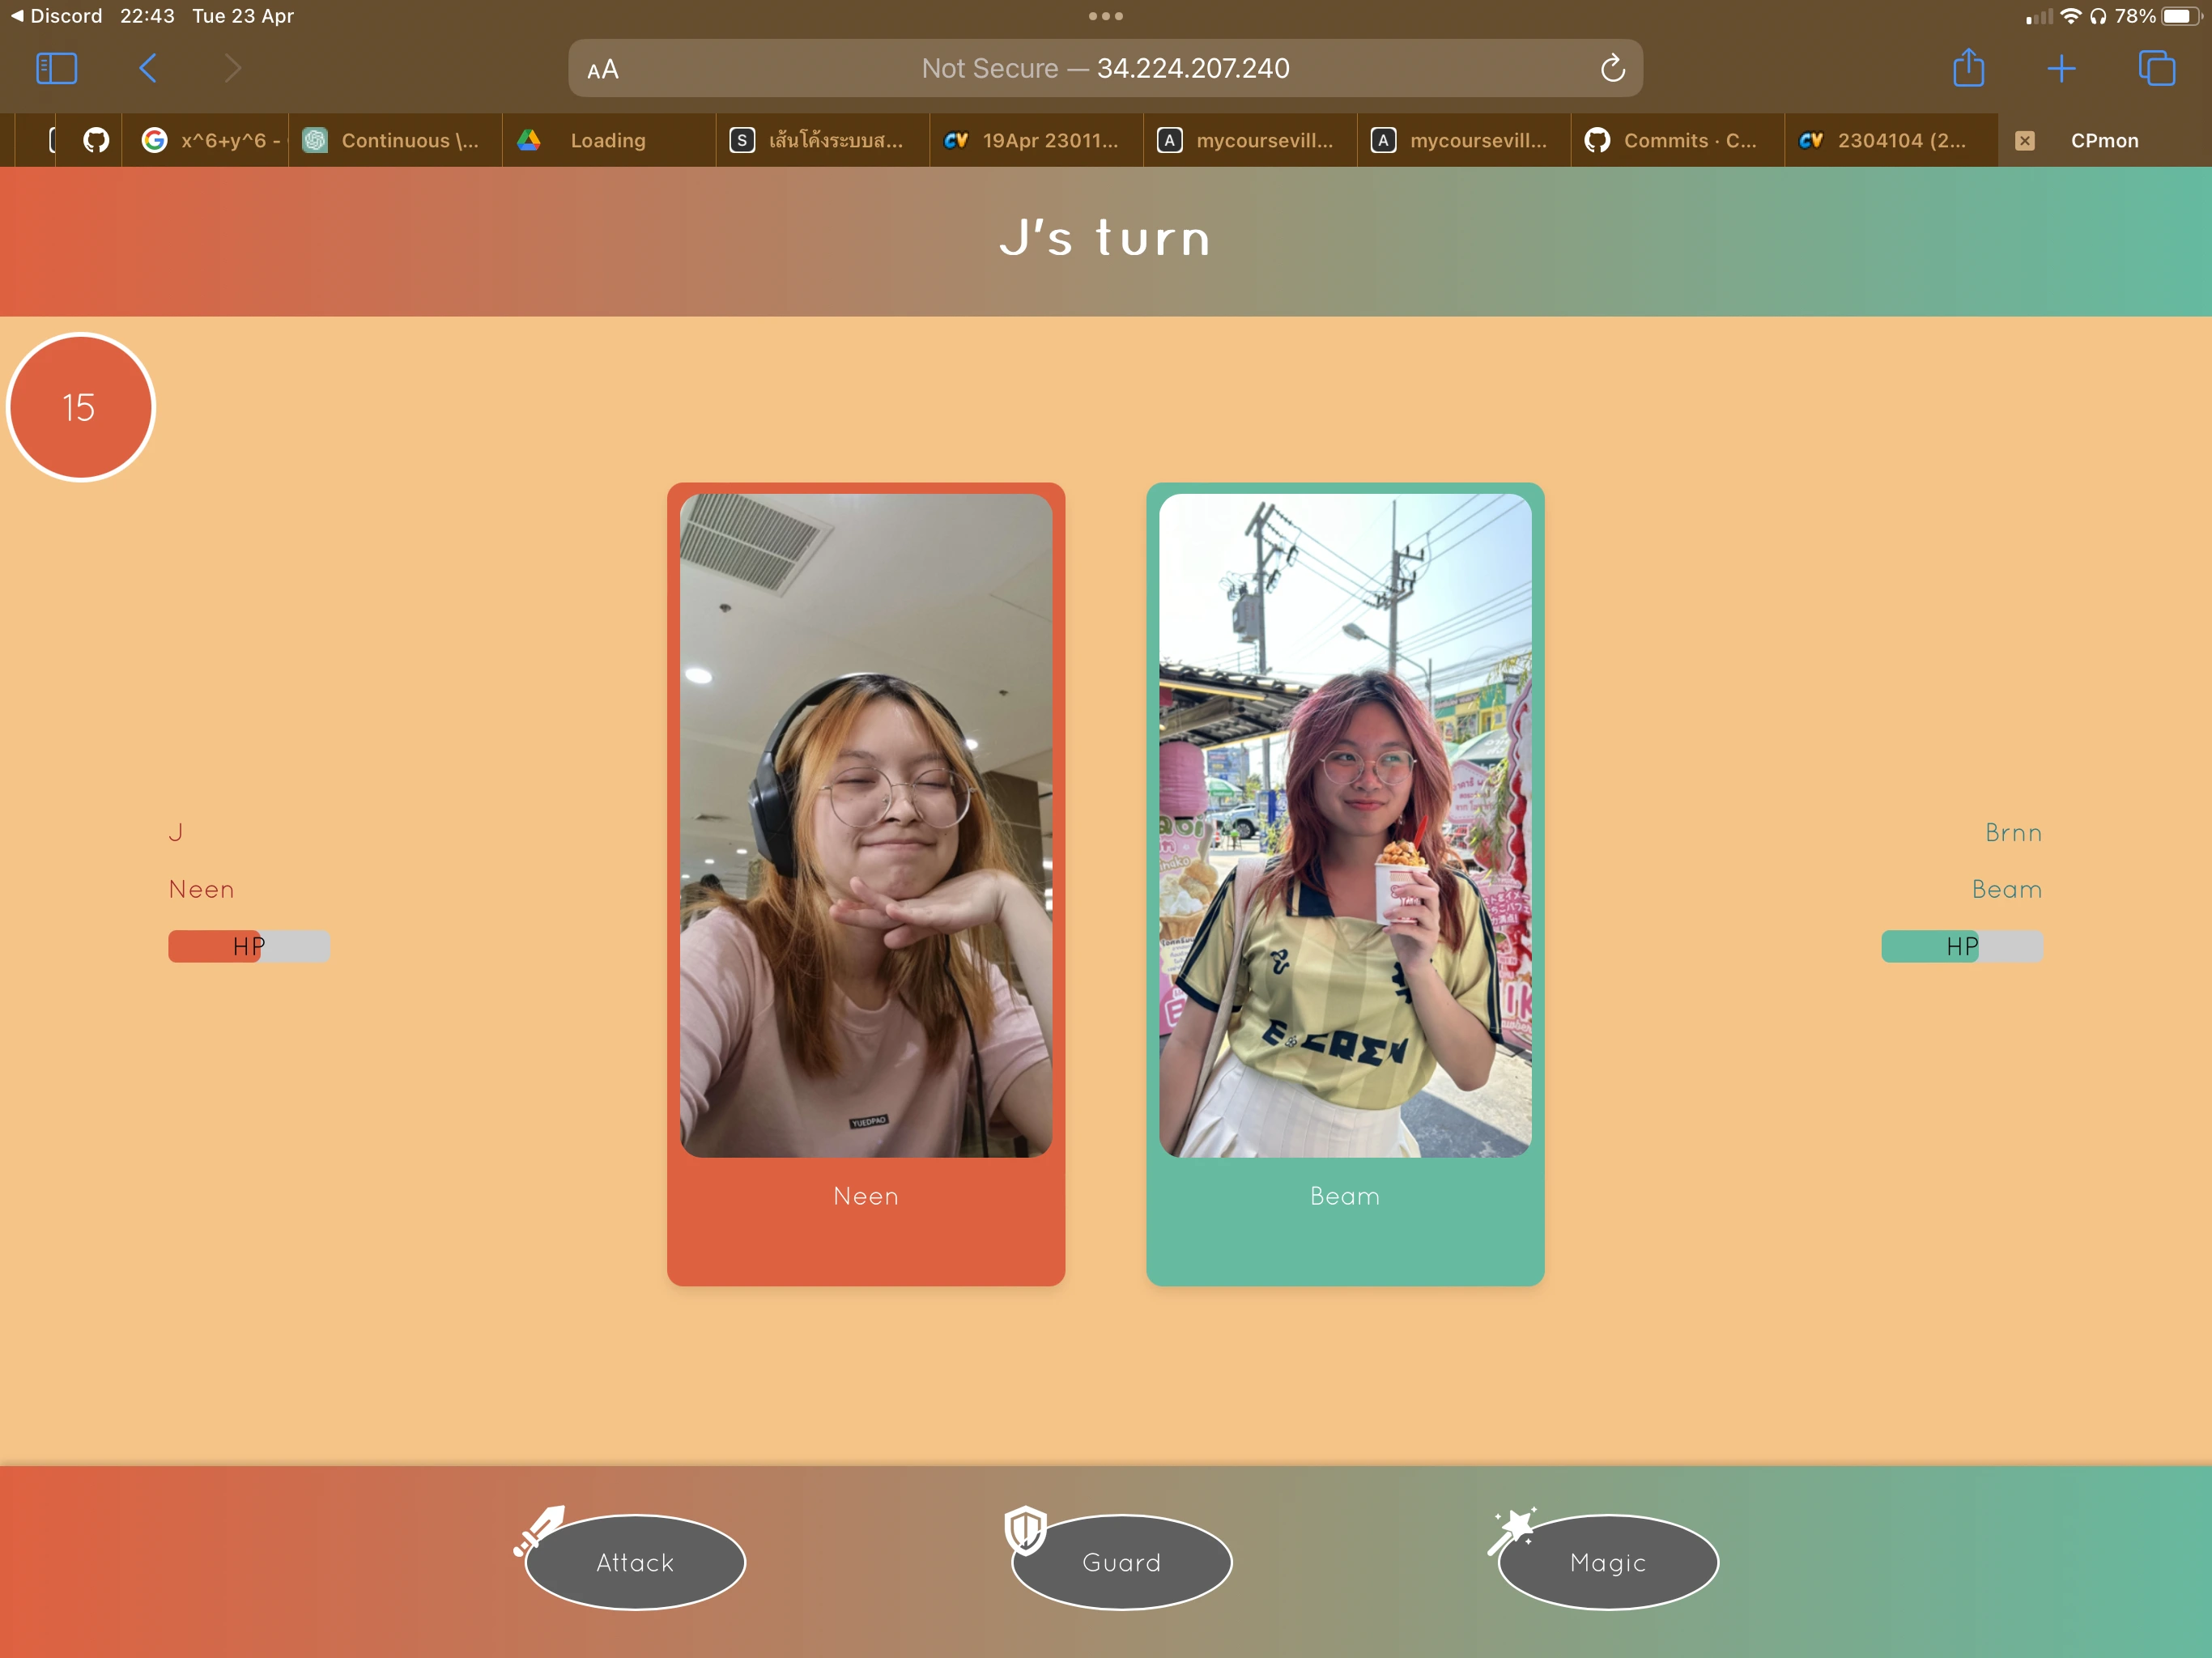 Discord 22:43 Tue 23 Apr 78%
AA Not Secure — 34.224.207.240
x^6+y^6 - Continuous \... Loading S เส้นโค้งระบบส... 19Apr 23011... A mycoursevill... A mycoursevill... Commits · C... 2304104 (2... CPmon
J's turn
15
J
Neen
HP
YUEDPAO
Neen
Beam
Brnn
Beam
HP
Attack
Guard
Magic